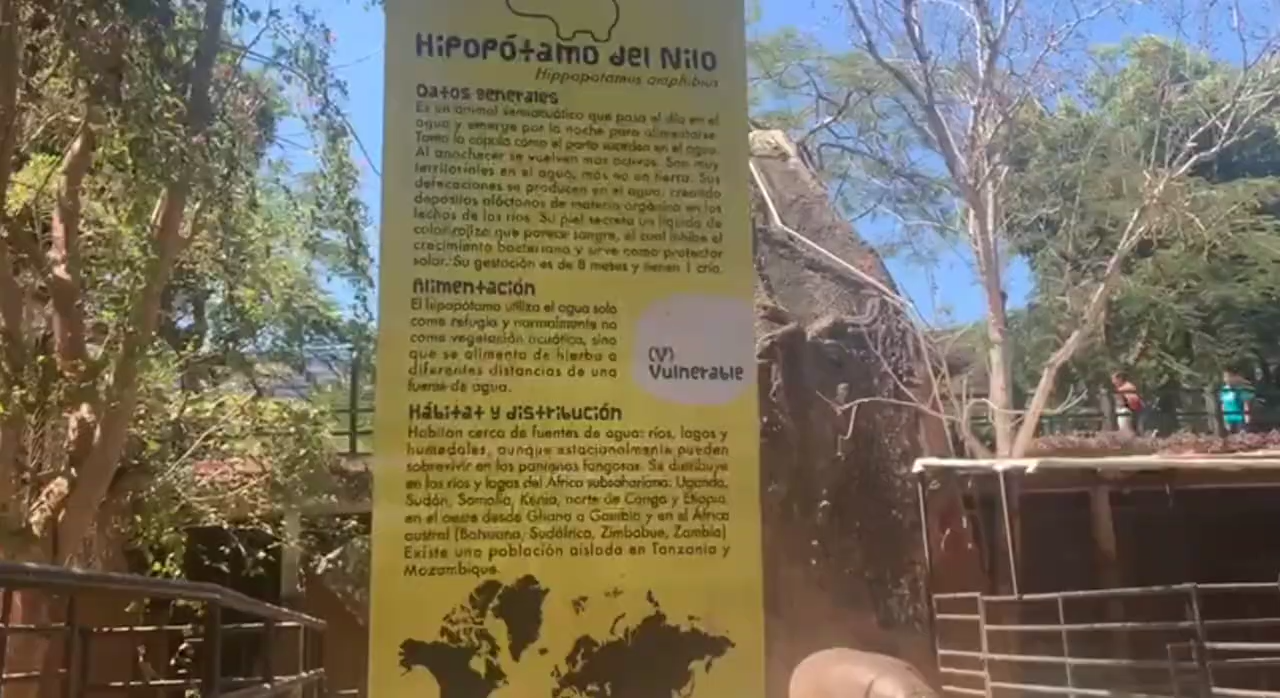 Hipopótamo del Nilo
Hippopotamus amphibius
Datos generales
Es un animal semiacuático que pasa el día en el
agua y emerge por la noche para alimentarse.
Tanto la cópula como el parto suceden en el agua.
Al anochecer se vuelven más activos. Son muy
territoriales en el agua, más no en tierra. Sus
defecaciones se producen en el agua, creando
depósitos alóctonos de materia orgánica en los
lechos de los ríos. Su piel secreta un líquido de
color rojizo que parece sangre, el cual inhibe el
crecimiento bacteriano y sirve como protector
solar. Su gestación es de 8 meses y tienen 1 cría.
Alimentación
El hipopótamo utiliza el agua solo
como refugio y normalmente no
come vegetación acuática, sino
que se alimenta de hierba a
diferentes distancias de una
fuente de agua.
(V)
Vulnerable
Hábitat y distribución
Habitan cerca de fuentes de agua: ríos, lagos y
humedales, aunque estacionalmente pueden
sobrevivir en los pantanos fangosos. Se distribuye
en los ríos y lagos del África subsahariana: Uganda,
Sudán, Somalia, Kenia, norte de Congo y Etiopia,
en el oeste desde Ghana a Gambia y en el África
austral (Botsuana, Sudáfrica, Zimbabue, Zambia)
Existe una población aislada en Tanzania y
Mozambique.